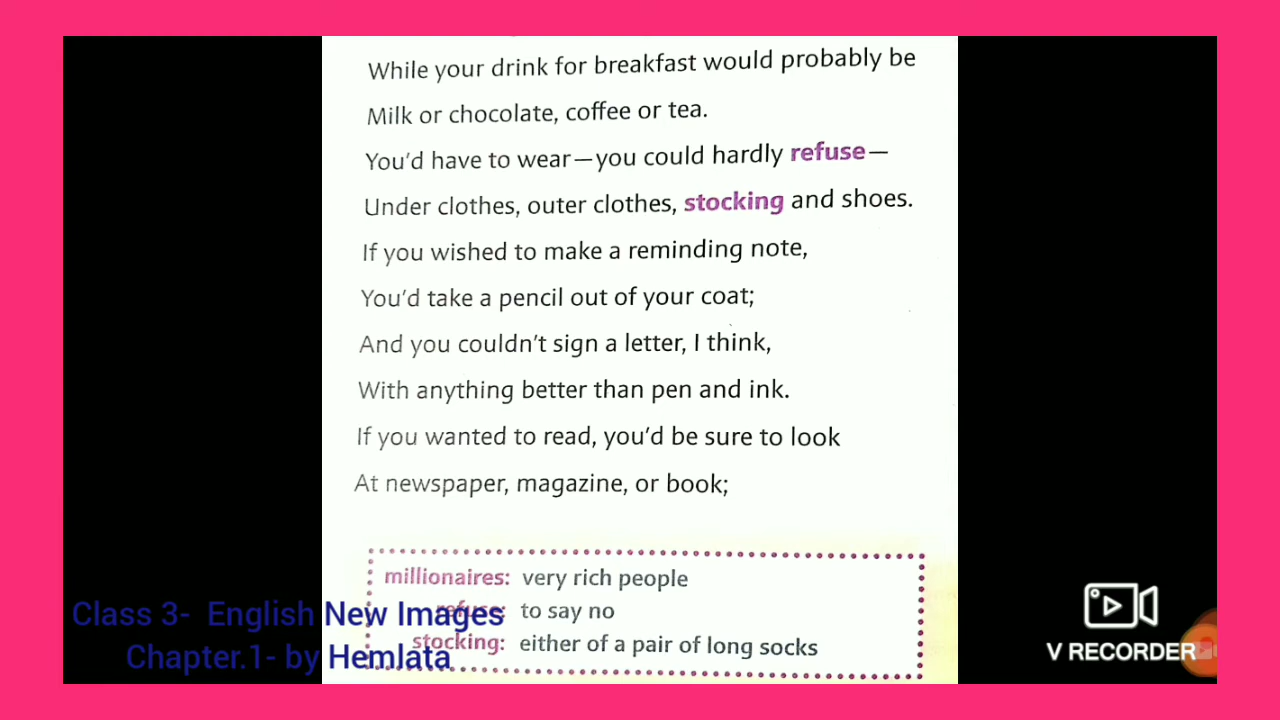 While your drink for breakfast would probably be
Milk or chocolate, coffee or tea.
You'd have to wear—you could hardly refuse—
Under clothes, outer clothes, stocking and shoes.
If you wished to make a reminding note,
You'd take a pencil out of your coat;
And you couldn't sign a letter, I think,
With anything better than pen and ink.
If you wanted to read, you'd be sure to look
At newspaper, magazine, or book;
millionaires: very rich people
refuse: to say no
stocking: either of a pair of long socks
Class 3- English New Images
Chapter.1- by Hemlata
V RECORDER